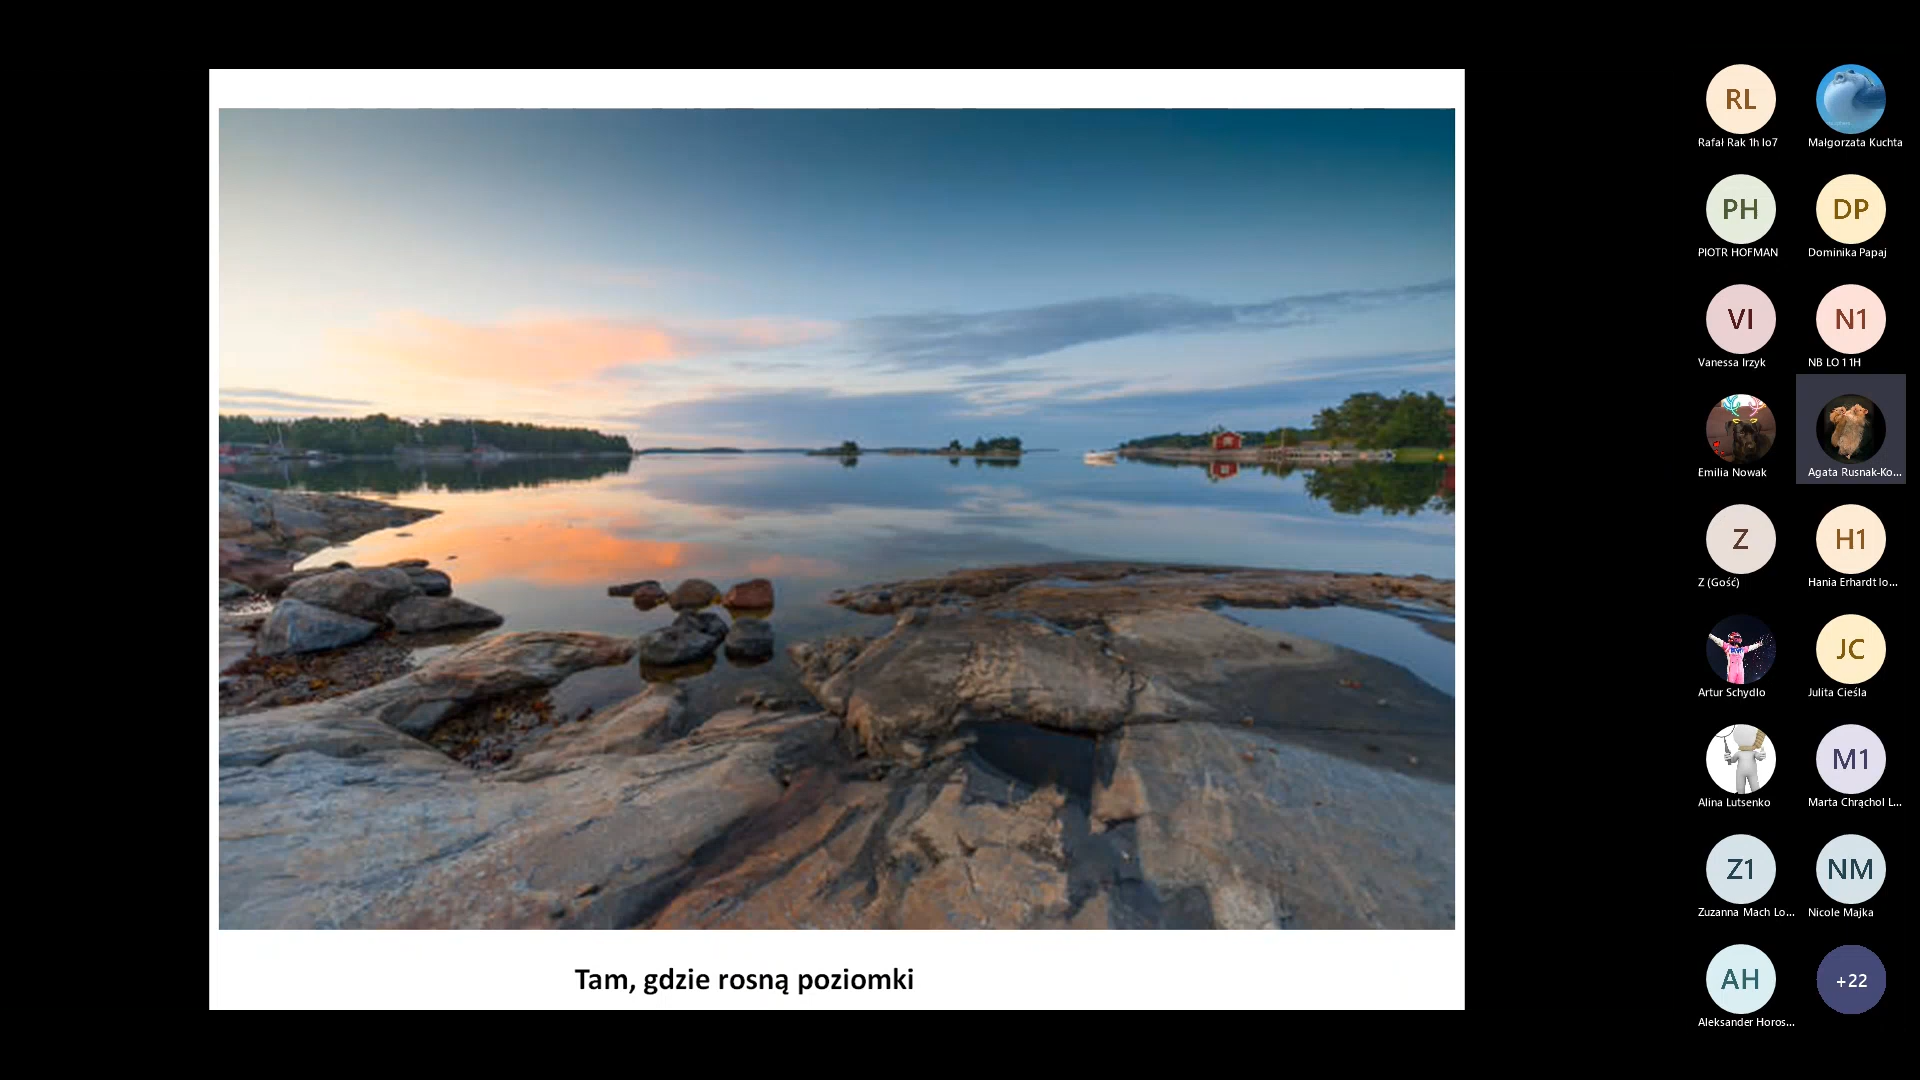 Tam, gdzie rosną poziomki
RL
Rafał Rak 1h lo7
Małgorzata Kuchta
PH
PIOTR HOFMAN
DP
Dominika Papaj
VI
Vanessa Irzyk
N1
NB LO 1 1H
Emilia Nowak
Agata Rusnak-Ko...
Z
Z (Gość)
H1
Hania Erhardt lo...
Artur Schydlo
JC
Julita Cieśla
Alina Lutsenko
M1
Marta Chrąchol L...
Z1
Zuzanna Mach Lo...
NM
Nicole Majka
AH
Aleksander Horos...
+22